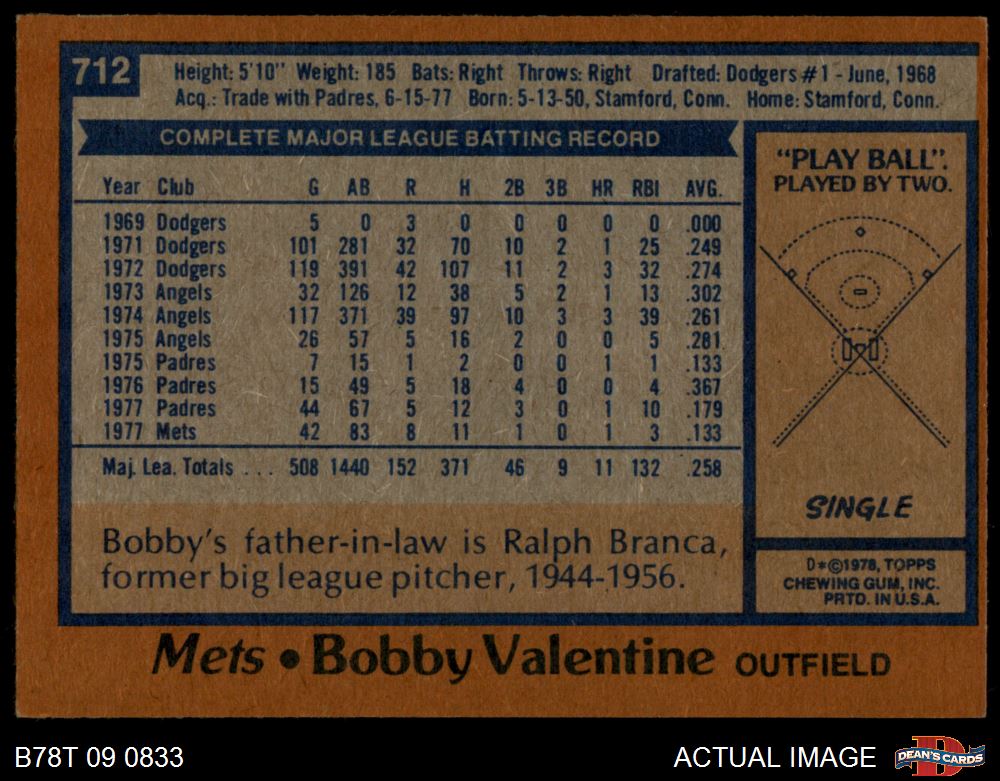 712
Height: 5'10" Weight: 185 Bats: Right Throws: Right Drafted: Dodgers #1 - June, 1968
Acq.: Trade with Padres, 6-15-77 Born: 5-13-50, Stamford, Conn. Home: Stamford, Conn.
COMPLETE MAJOR LEAGUE BATTING RECORD
Year Club G AB R H 2B 3B HR RBI AVG.
1969 Dodgers 5 0 3 0 0 0 0 0 .000
1971 Dodgers 101 281 32 70 10 2 1 25 .249
1972 Dodgers 119 391 42 107 11 2 3 32 .274
1973 Angels 32 126 12 38 5 2 1 13 .302
1974 Angels 117 371 39 97 10 3 3 39 .261
1975 Angels 26 57 5 16 2 0 0 5 .281
1975 Padres 7 15 1 2 0 0 1 1 .133
1976 Padres 15 49 5 18 4 0 0 4 .367
1977 Padres 44 67 5 12 3 0 1 10 .179
1977 Mets 42 83 8 11 1 0 1 3 .133
Maj. Lea. Totals . . . 508 1440 152 371 46 9 11 132 .258
Bobby's father-in-law is Ralph Branca,
former big league pitcher, 1944-1956.
"PLAY BALL".
PLAYED BY TWO.
SINGLE
D*©1978, TOPPS
CHEWING GUM, INC.
PRTD. IN U.S.A.
Mets • Bobby Valentine OUTFIELD
B78T 09 0833
ACTUAL IMAGE
D
DEAN'S CARDS